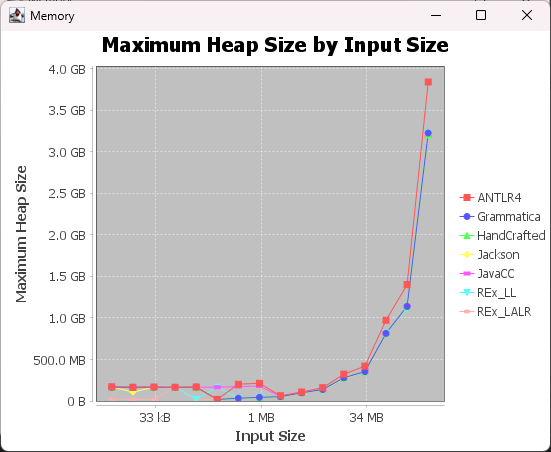 Memory
Maximum Heap Size by Input Size
4.0 GB
3.5 GB
3.0 GB
2.5 GB
2.0 GB
1.5 GB
1.0 GB
500.0 MB
0 B
Maximum Heap Size
33 kB
1 MB
34 MB
Input Size
ANTLR4
Grammatica
HandCrafted
Jackson
JavaCC
REx_LL
REx_LALR